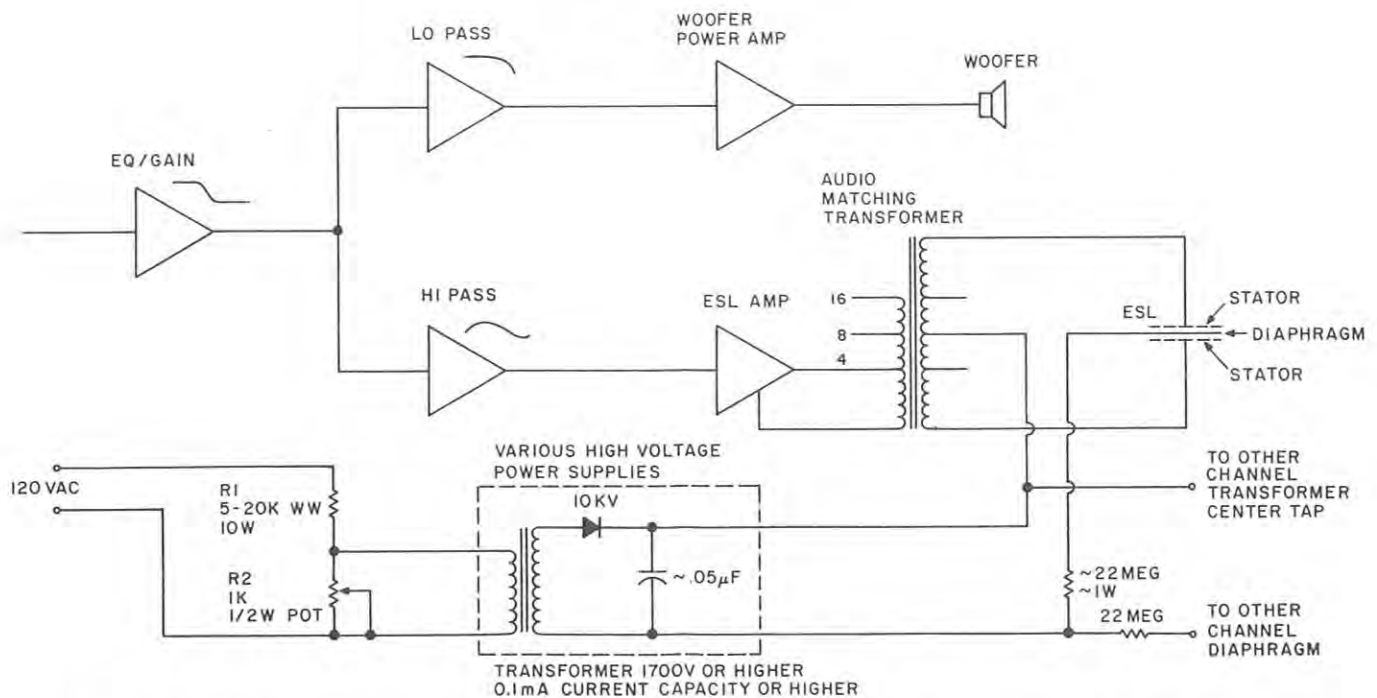 LO PASS
WOOFER
POWER AMP
WOOFER
EQ/GAIN
AUDIO
MATCHING
TRANSFORMER
HI PASS
ESL AMP
16
8
4
ESL
STATOR
DIAPHRAGM
STATOR
120 VAC
R1
5-20K WW
10W
R2
1K
1/2W POT
VARIOUS HIGH VOLTAGE
POWER SUPPLIES
10KV
~.05µF
TRANSFORMER 1700V OR HIGHER
0.1mA CURRENT CAPACITY OR HIGHER
TO OTHER
CHANNEL
TRANSFORMER
CENTER TAP
~22MEG
~1W
22 MEG
TO OTHER
CHANNEL
DIAPHRAGM